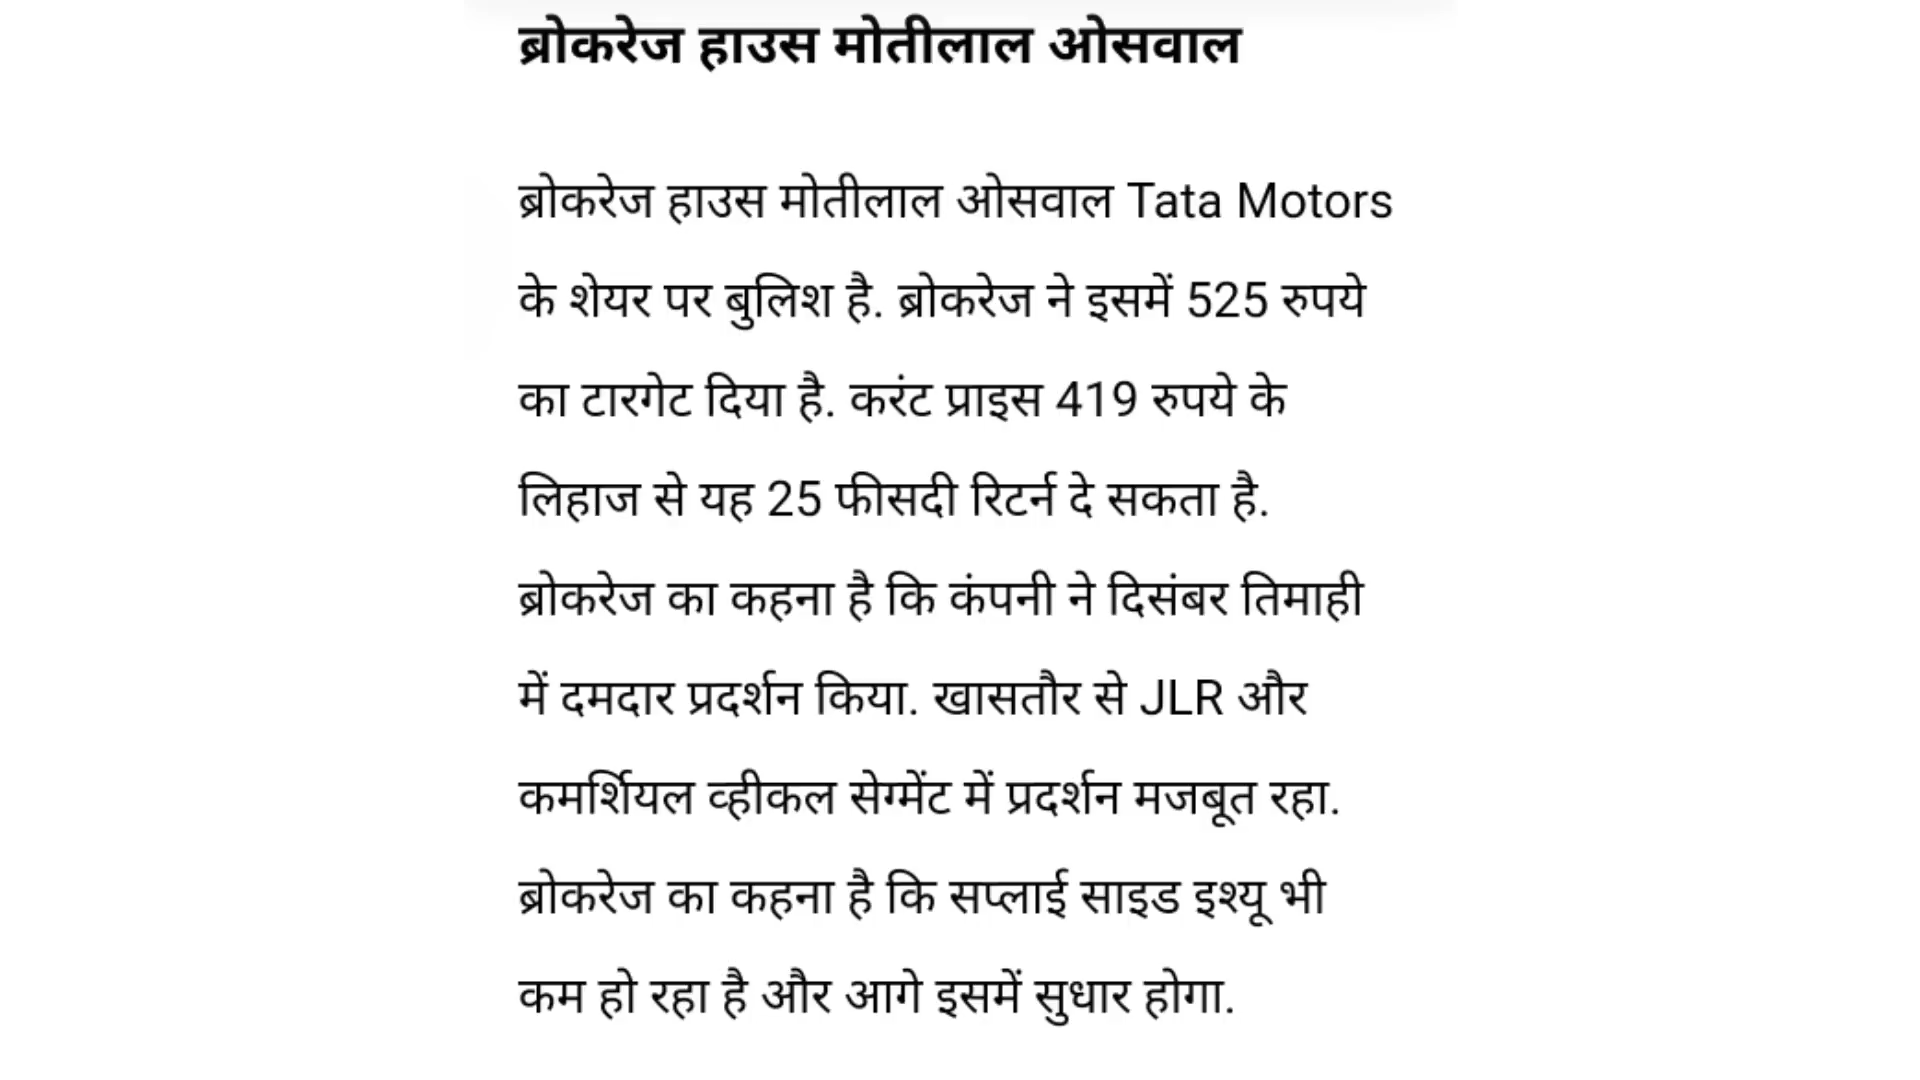 ब्रोकरेज हाउस मोतीलाल ओसवाल
ब्रोकरेज हाउस मोतीलाल ओसवाल Tata Motors
के शेयर पर बुलिश है. ब्रोकरेज ने इसमें 525 रुपये
का टारगेट दिया है. करंट प्राइस 419 रुपये के
लिहाज से यह 25 फीसदी रिटर्न दे सकता है.
ब्रोकरेज का कहना है कि कंपनी ने दिसंबर तिमाही
में दमदार प्रदर्शन किया. खासतौर से JLR और
कमर्शियल व्हीकल सेग्मेंट में प्रदर्शन मजबूत रहा.
ब्रोकरेज का कहना है कि सप्लाई साइड इश्यू भी
कम हो रहा है और आगे इसमें सुधार होगा.